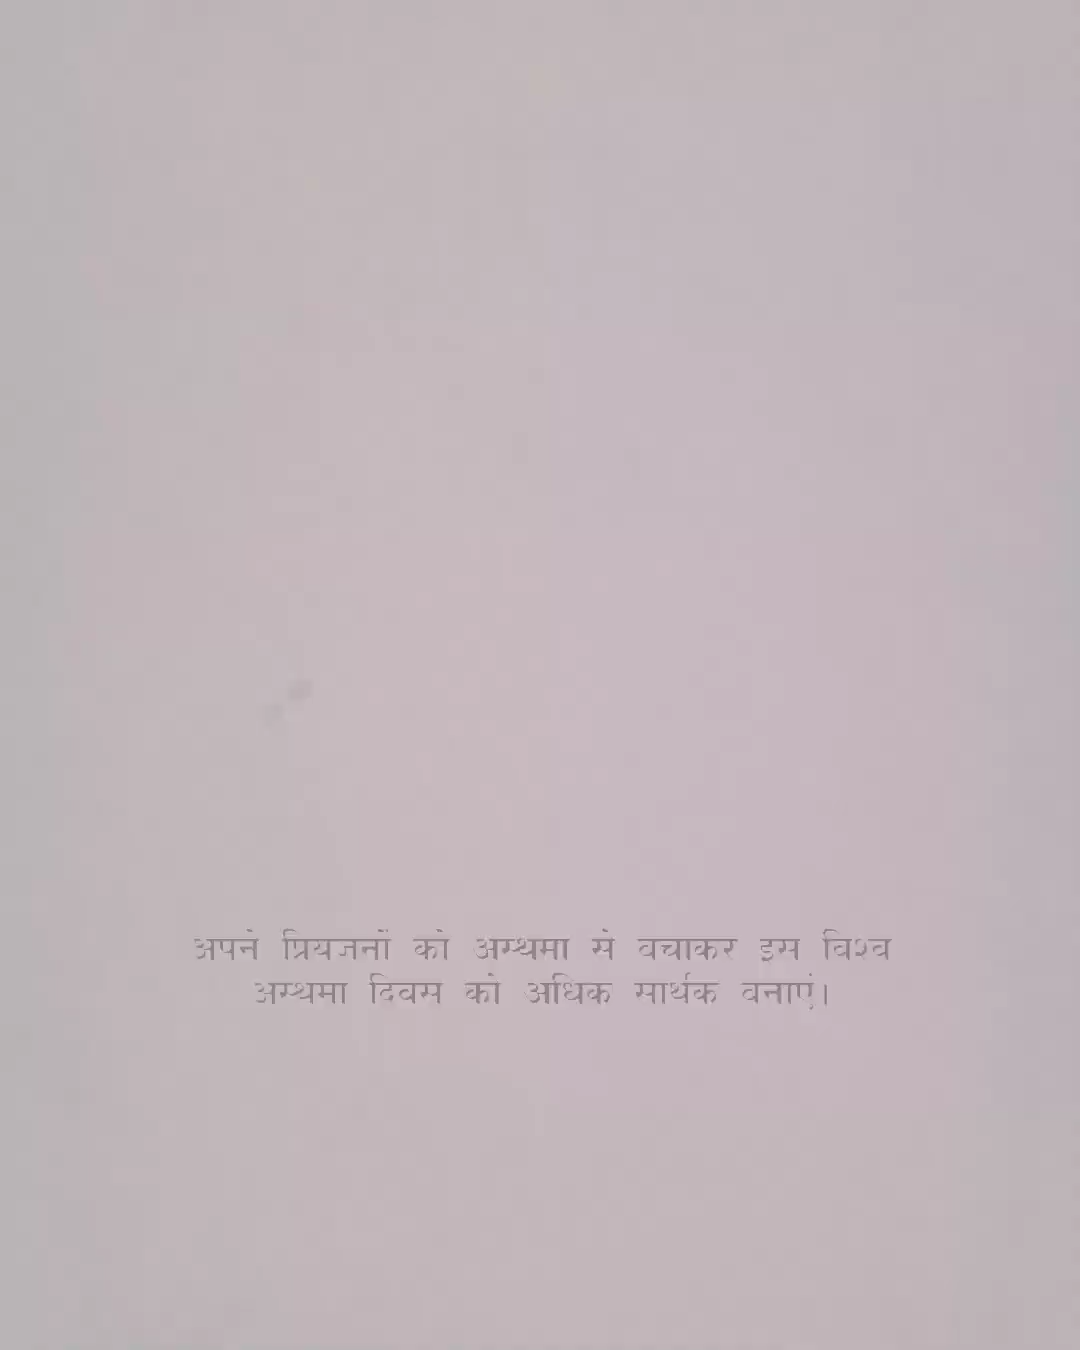 अपने प्रियजनों को अस्थमा से बचाकर इस विश्व
अस्थमा दिवस को अधिक सार्थक बनाएं।